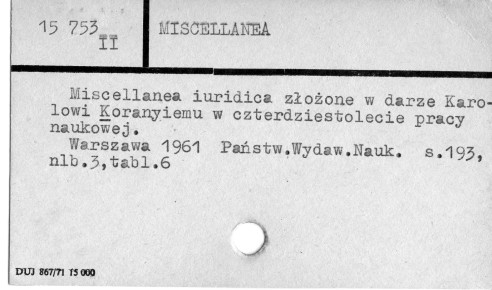 15 753 II
MISCELLANEA
Miscellanea iuridica złożone w darze Karo-
lowi Koranyiemu w czterdziestolecie pracy
naukowej.
Warszawa 1961 Państw.Wydaw.Nauk. s.193,
nlb.3,tabl.6
DUJ 867/71 15 000